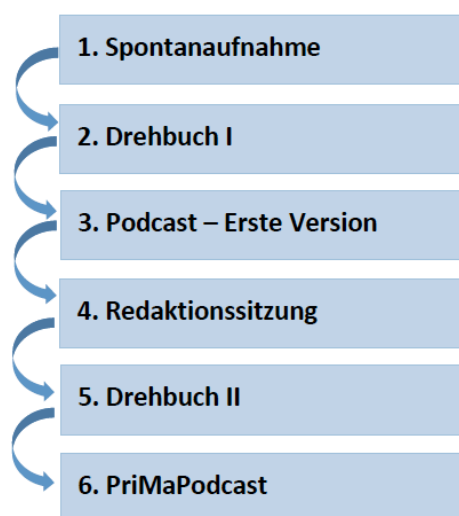 1. Spontanaufnahme
2. Drehbuch I
3. Podcast – Erste Version
4. Redaktionssitzung
5. Drehbuch II
6. PriMaPodcast